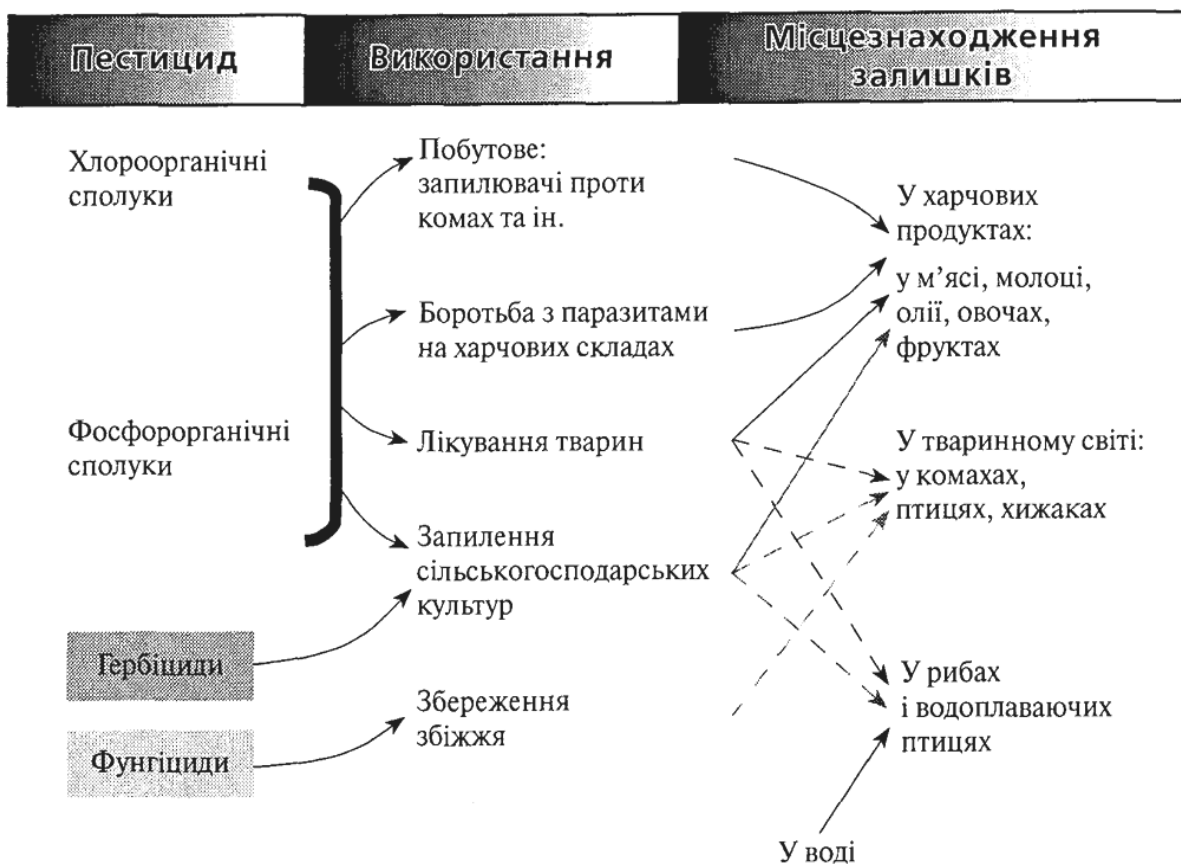 Пестицид
Використання
Місцезнаходження
залишків
Хлороорганічні
сполуки
Фосфорорганічні
сполуки
Гербіциди
Фунгіциди
Побутове:
запилювачі проти
комах та ін.
Боротьба з паразитами
на харчових складах
Лікування тварин
Запилення
сільськогосподарських
культур
Збереження
збіжжя
У харчових
продуктах:
у м’ясі, молоці,
олії, овочах,
фруктах
У тваринному світі:
у комахах,
птицях, хижаках
У рибах
і водоплаваючих
птицях
У воді